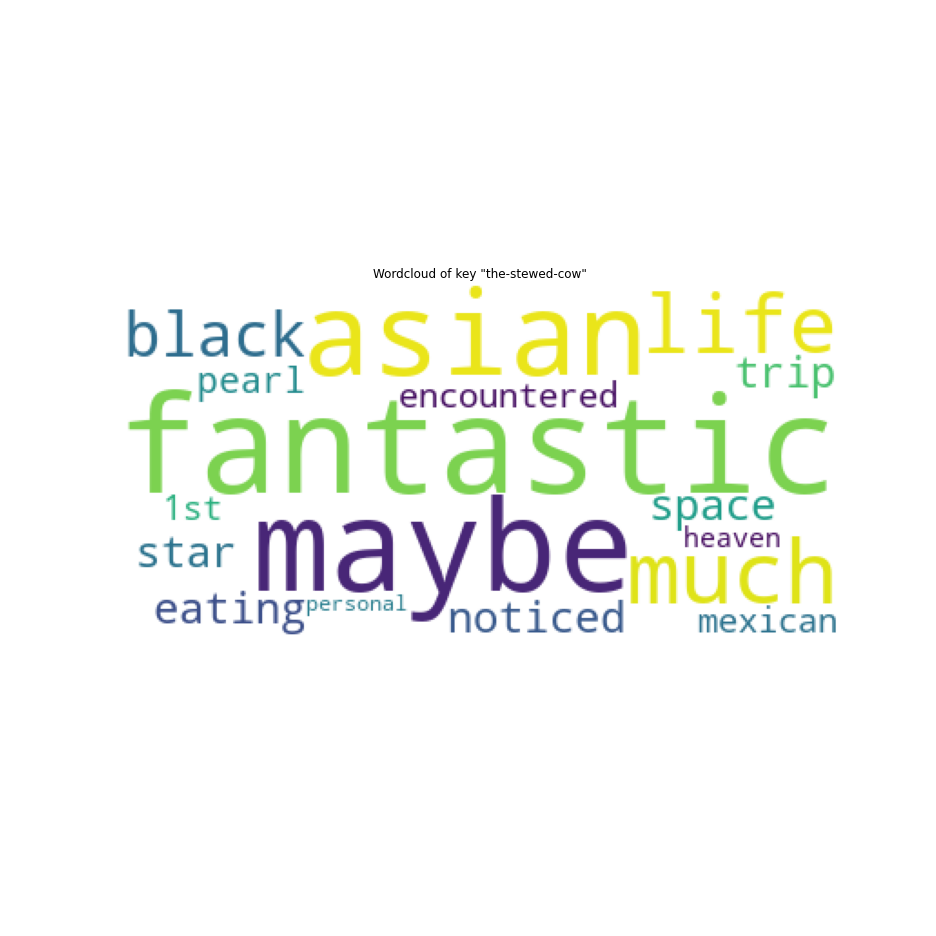 Wordcloud of key "the-stewed-cow"
black asian life
pearl encountered trip
fantastic
1st space
star maybe heaven
much
eating personal noticed mexican